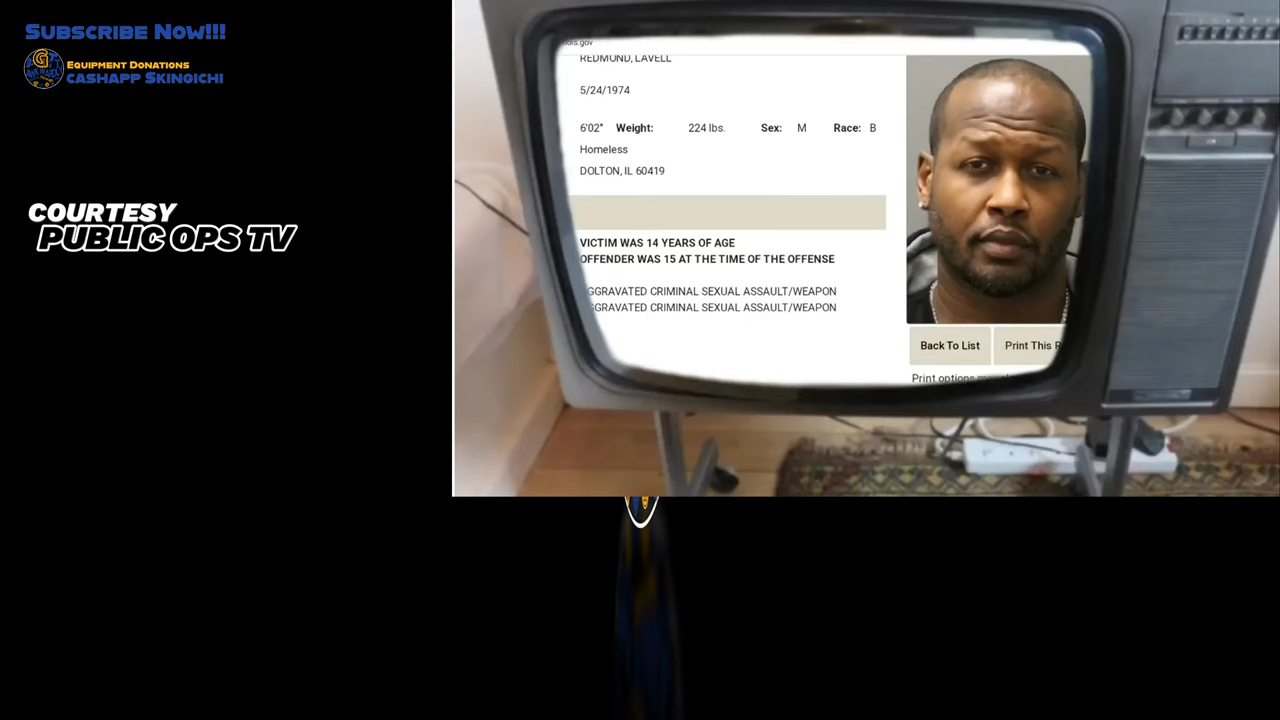 Subscribe Now!!!
Equipment Donations
CASHAPP SKINGICHI
COURTESY
PUBLIC OPS TV
REDMOND, LAVELL
5/24/1974
6'02" Weight: 224 lbs. Sex: M Race: B
Homeless
DOLTON, IL 60419
VICTIM WAS 14 YEARS OF AGE
OFFENDER WAS 15 AT THE TIME OF THE OFFENSE
GGRAVATED CRIMINAL SEXUAL ASSAULT/WEAPON
GGRAVATED CRIMINAL SEXUAL ASSAULT/WEAPON
Back To List
Print This R
Print options